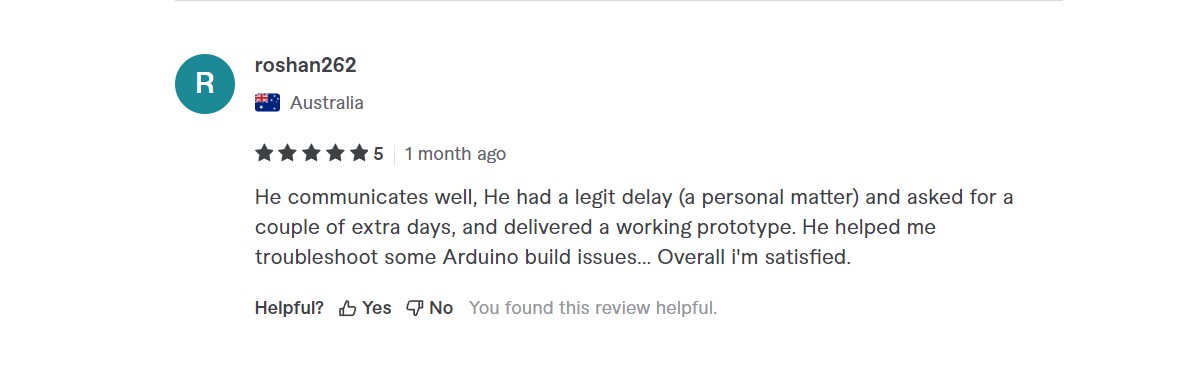 R
roshan262
Australia
5
1 month ago
He communicates well, He had a legit delay (a personal matter) and asked for a
couple of extra days, and delivered a working prototype. He helped me
troubleshoot some Arduino build issues... Overall i'm satisfied.
Helpful? Yes No You found this review helpful.